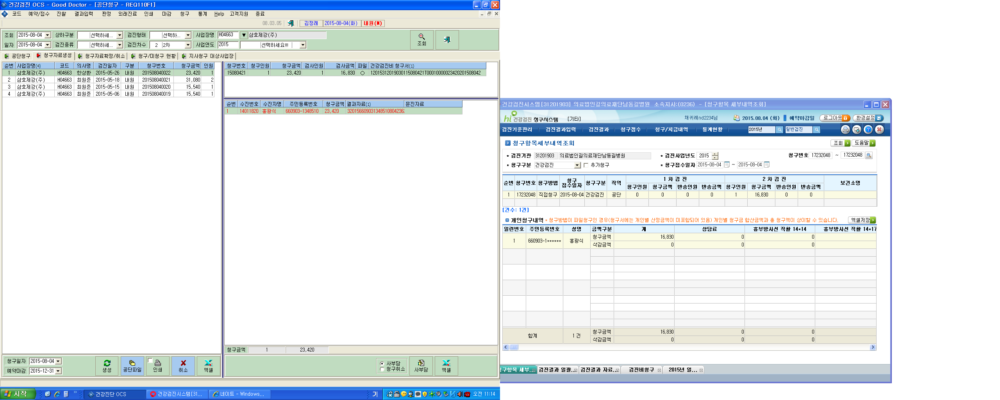 건강검진 OCS - Good Doctor - [공단청구 - REQ110F1]
코드 예약/접수 진찰 결과입력 판정 외래진료 인쇄 마감 청구 통계 Help 고객지원 종료
08.03.05 김정례 2015-08-04(화) 내원(N)
조회 2015-08-04 상하구분 선택하세... 검진형태 선택하... 사업장명 H04663 ▼ 삼호제강(주)
일자 2015-08-04 검진종류 선택하세... 검진차수 2 2차 사업연도 2015 선택하세요!!!
조회
공단청구 청구자료생성 청구자료확정/취소 청구/미청구 현황 지사청구 대상사업장
순번 사업장명(4) 코드 의사명 검진일자 구분 청구번호 청구금액 인원
1 삼호제강(주) H04663 한상환 2015-05-26 내원 201508040022 23,420 1
2 삼호제강(주) H04663 최원준 2015-05-18 내원 201508040021 31,080 2
3 삼호제강(주) H04663 최원준 2015-05-15 내원 201508040020 15,540 1
4 삼호제강(주) H04663 최원준 2015-05-06 내원 201508040019 15,540 1
청구번호 청구인원 청구금액 검사인원 검사금액 파일 건강검진비 청구서(1)
15080421 1 23,420 1 16,830 ○ 12015312019030115080421T00010000023420201508042
순번 수진번호 수진자명 주민등록번호 청구금액 결과자료(1) 문진자료
1 14011820 홍광식 660903-1348510 23,420 3201566090313485108042362
청구금액 1 23,420
청구일자 2015-08-04
예약마감 2015-12-31
생성 공단파일 인쇄 취소 엑셀
사부담
청구취소
사부담 엑셀
시작 건강진단 OCS 건강검진시스템[31... 네이트 - Windows... 기 오전 11:14
건강검진시스템[31201903] 의료법인길의료재단남동길병원 소속지사:(0236) - [청구항목 세부내역조회]
hi 건강검진 청구시스템 [기타] 채귀례nd2234님 2015.08.04 (화) 예약마감일 로그아웃 환경설정
검진기준관리 검진결과입력 검진결과 청구접수 청구/지급내역 통계현황 2015년 일반검진
청구항목세부내역조회 조회 도움말
* 검진기관 31201903 의료법인길의료재단남동길병원 * 검진사업년도 2015 청구번호 17232048 ~ 17232048
* 청구구분 건강검진 추가청구 * 청구접수일자 2015-08-04 ~ 2015-08-04
순번 청구번호 청구방법 청구 접수일자 청구구분 직역 1 차 검 진 2 차 검 진 보건소명
청구인원 청구금액 반송인원 반송금액 청구인원 청구금액 반송인원 반송금액
1 17232048 직접청구 2015-08-04 건강검진 공단 0 0 0 0 1 16,830 0 0
[건수: 1건]
개인청구내역 * 청구방법이 파일청구인 경우(청구서에는 개인별 산정금액이 미포함되어 있음) 개인별 청구금 합산금액과 총 청구액이 상이할 수 있습니다. 엑셀저장
일련번호 주민등록번호 성명 금액구분 계 상담료 흉부방사선 직촬 14*14 흉부방사선 직촬 14*17
1 660903-1****** 홍광식 청구금액 16,830 0 0
삭감금액 0 0 0
합계 1 건 청구금액 16,830 0 0
삭감금액 0 0 0
구항목 세부... 검진결과 일괄... 검진결과 자료... 검진비청구 2015년 일...